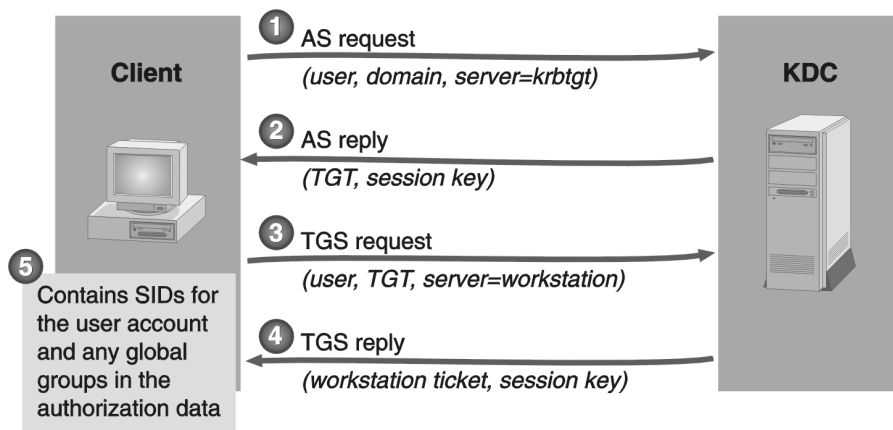 Client
KDC
1
AS request
(user, domain, server=krbtgt)
2
AS reply
(TGT, session key)
3
TGS request
(user, TGT, server=workstation)
4
TGS reply
(workstation ticket, session key)
5
Contains SIDs for
the user account
and any global
groups in the
authorization data